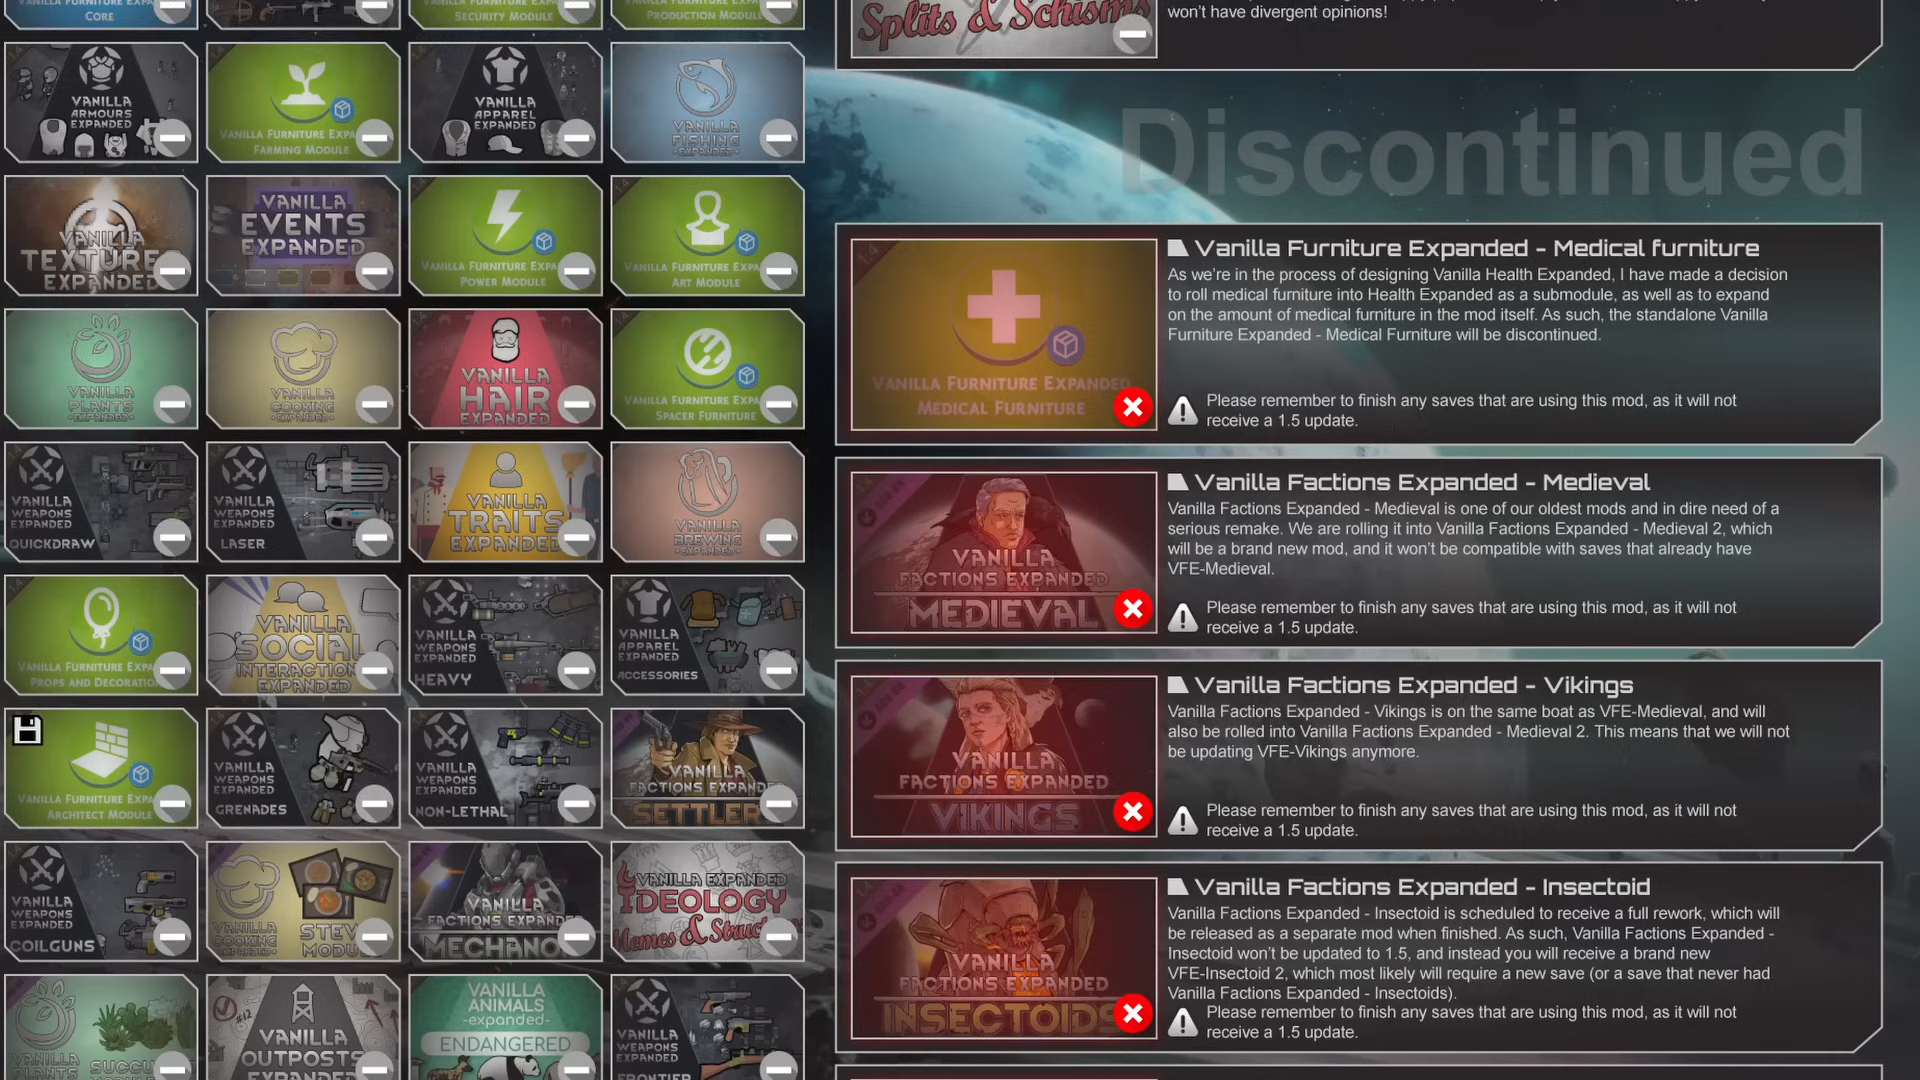 VANILLA FURNITURE EXPA
CORE
SECURITY MODULE
PRODUCTION MODULE
VANILLA
ARMOURS
EXPANDED
VANILLA FURNITURE EXPA
FARMING MODULE
VANILLA
APPAREL
EXPANDED
VANILLA
FISHING
EXPANDED
VANILLA
TEXTURE
EXPANDED
VANILLA
EVENTS
EXPANDED
VANILLA FURNITURE EXPA
POWER MODULE
VANILLA FURNITURE EXPA
ART MODULE
VANILLA
PLANTS
EXPANDED
VANILLA
COOKING
EXPANDED
VANILLA
HAIR
EXPANDED
VANILLA FURNITURE EXPA
SPACER FURNITURE
VANILLA
WEAPONS
EXPANDED
QUICKDRAW
VANILLA
WEAPONS
EXPANDED
LASER
VANILLA
TRAITS
EXPANDED
VANILLA
BREWING
EXPANDED
VANILLA FURNITURE EXPA
PROPS AND DECORATIO
VANILLA
SOCIAL
INTERACTION
EXPANDED
VANILLA
WEAPONS
EXPANDED
HEAVY
VANILLA
APPAREL
EXPANDED
ACCESSORIES
VANILLA FURNITURE EXPA
ARCHITECT MODULE
VANILLA
WEAPONS
EXPANDED
GRENADES
VANILLA
WEAPONS
EXPANDED
NON-LETHAL
VANILLA
FACTIONS EXPANDE
SETTLER
VANILLA
WEAPONS
EXPANDED
COILGUNS
VANILLA
COOKING
EXPANDED
STEW
MODU
VANILLA
FACTIONS EXPANDE
MECHANO
VANILLA EXPANDED
IDEOLOGY
Memes & Struc
VANILLA
PLANTS
SUCCU
VANILLA
OUTPOSTS
EXPANDED
VANILLA
ANIMALS
-expanded-
ENDANGERED
VANILLA
WEAPONS
EXPANDED
FRONTIER
Splits & Schisms
won't have divergent opinions!
Discontinued
1.4
VANILLA FURNITURE EXPANDED
MEDICAL FURNITURE
Vanilla Furniture Expanded - Medical furniture
As we're in the process of designing Vanilla Health Expanded, I have made a decision
to roll medical furniture into Health Expanded as a submodule, as well as to expand
on the amount of medical furniture in the mod itself. As such, the standalone Vanilla
Furniture Expanded - Medical Furniture will be discontinued.
Please remember to finish any saves that are using this mod, as it will not
receive a 1.5 update.
VANILLA
FACTIONS EXPANDED
MEDIEVAL
Vanilla Factions Expanded - Medieval
Vanilla Factions Expanded - Medieval is one of our oldest mods and in dire need of a
serious remake. We are rolling it into Vanilla Factions Expanded - Medieval 2, which
will be a brand new mod, and it won't be compatible with saves that already have
VFE-Medieval.
Please remember to finish any saves that are using this mod, as it will not
receive a 1.5 update.
VANILLA
FACTIONS EXPANDED
VIKINGS
Vanilla Factions Expanded - Vikings
Vanilla Factions Expanded - Vikings is on the same boat as VFE-Medieval, and will
also be rolled into Vanilla Factions Expanded - Medieval 2. This means that we will not
be updating VFE-Vikings anymore.
Please remember to finish any saves that are using this mod, as it will not
receive a 1.5 update.
VANILLA
FACTIONS EXPANDED
INSECTOIDS
Vanilla Factions Expanded - Insectoid
Vanilla Factions Expanded - Insectoid is scheduled to receive a full rework, which will
be released as a separate mod when finished. As such, Vanilla Factions Expanded -
Insectoid won't be updated to 1.5, and instead you will receive a brand new
VFE-Insectoid 2, which most likely will require a new save (or a save that never had
Vanilla Factions Expanded - Insectoids).
Please remember to finish any saves that are using this mod, as it will not
receive a 1.5 update.